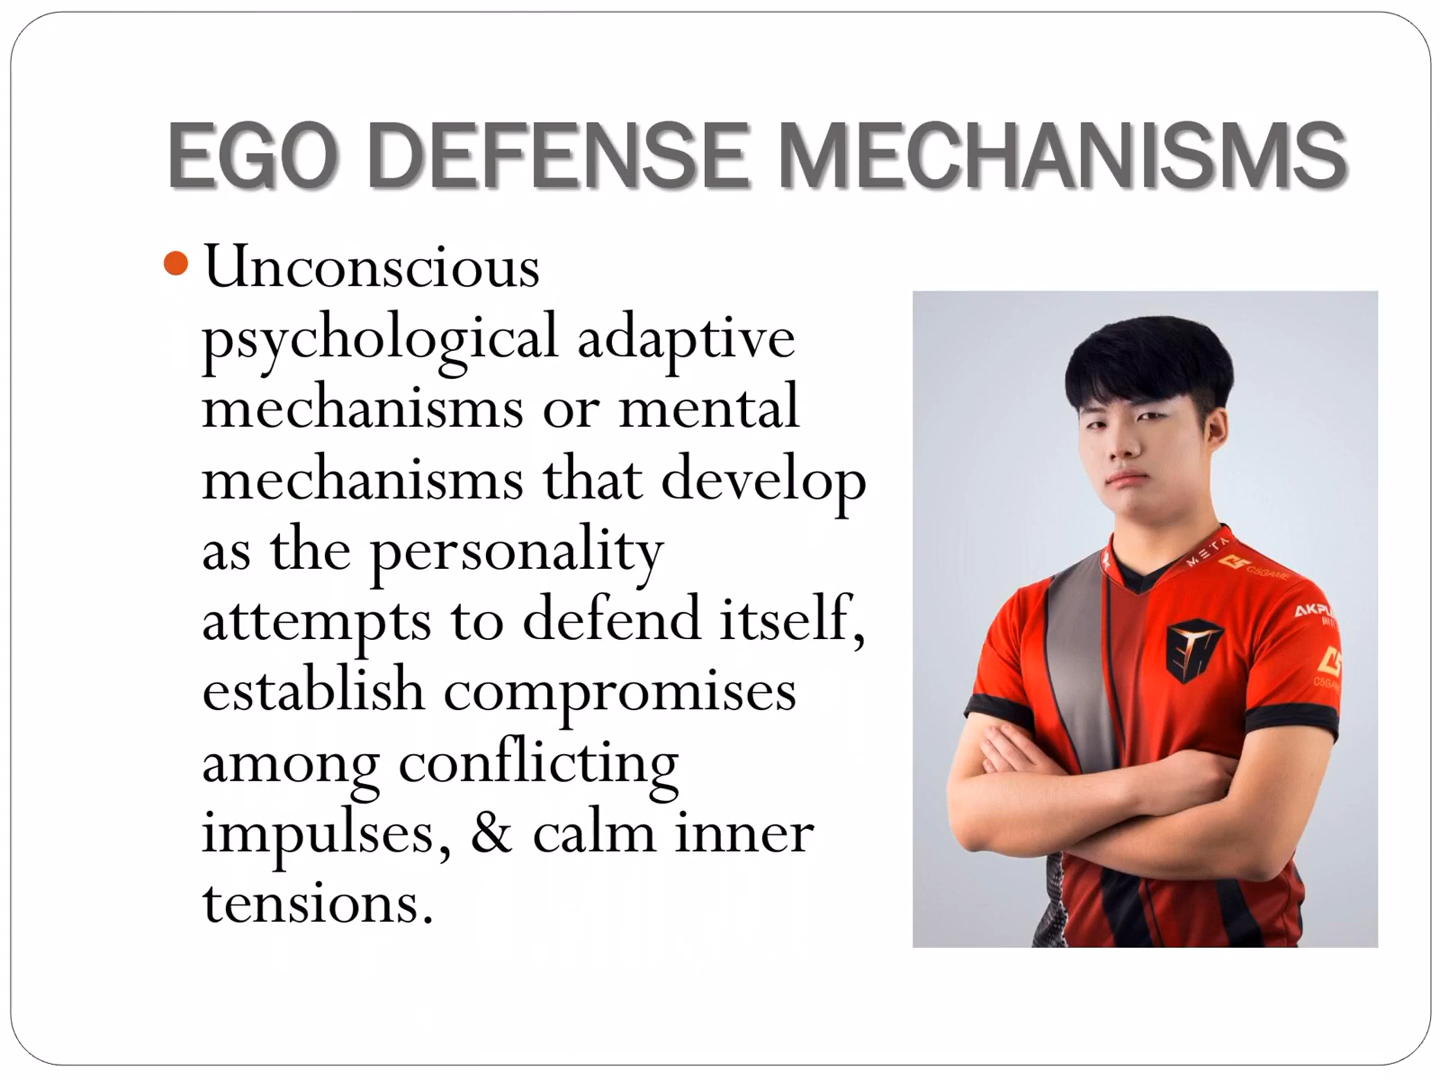 EGO DEFENSE MECHANISMS
Unconscious
psychological adaptive
mechanisms or mental
mechanisms that develop
as the personality
attempts to defend itself,
establish compromises
among conflicting
impulses, & calm inner
tensions.
META
C5GAME